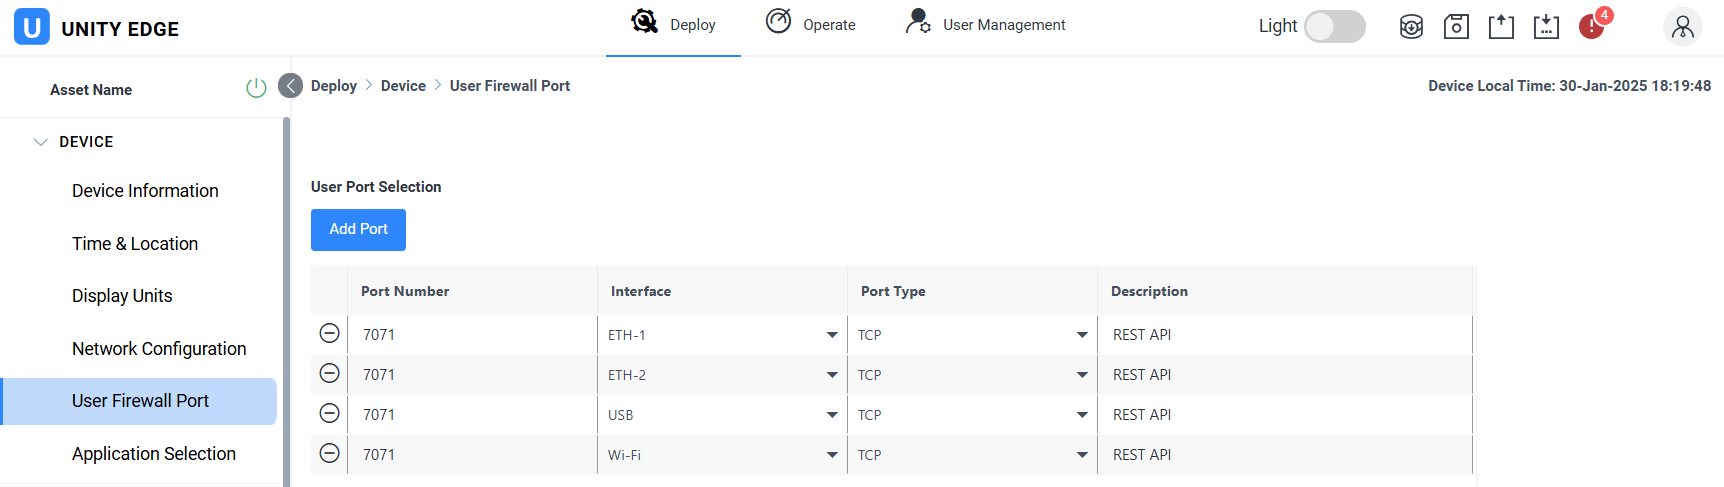 U UNITY EDGE
Deploy
Operate
User Management
Light
4
Asset Name
Deploy > Device > User Firewall Port
Device Local Time: 30-Jan-2025 18:19:48
DEVICE
Device Information
Time & Location
Display Units
Network Configuration
User Firewall Port
Application Selection
User Port Selection
Add Port
Port Number Interface Port Type Description
7071 ETH-1 TCP REST API
7071 ETH-2 TCP REST API
7071 USB TCP REST API
7071 Wi-Fi TCP REST API